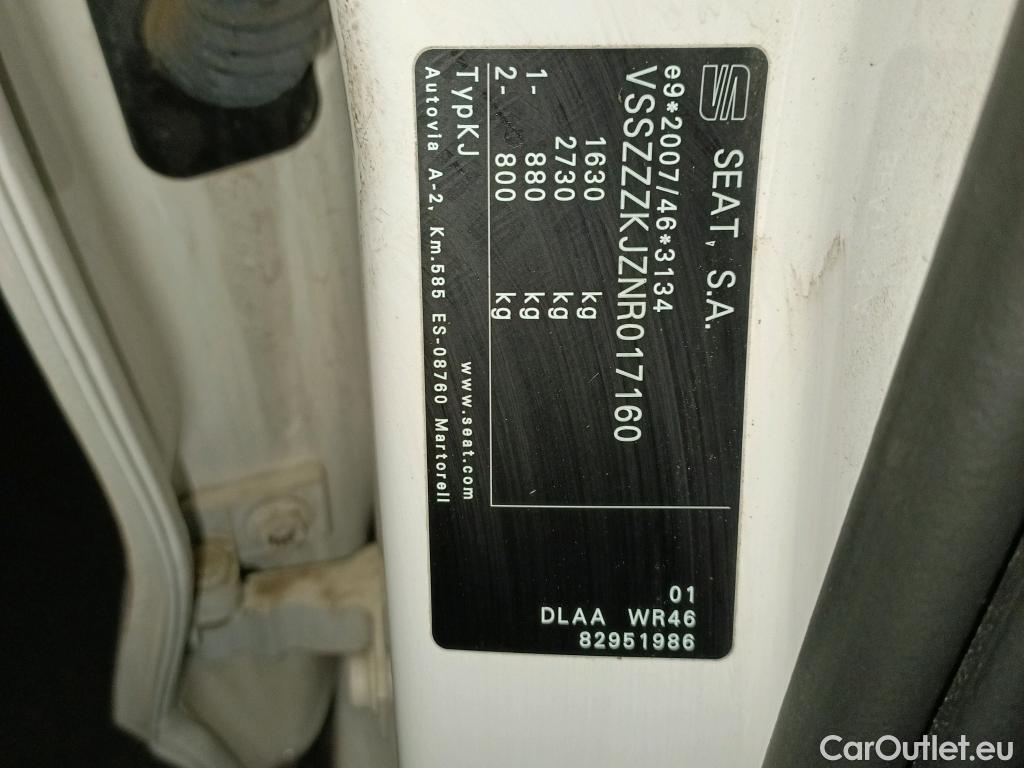 SEAT, S.A.
e9*2007/46*3134
VSSZZZKJZNR017160
1630 kg
2730 kg
1- 880 kg
2- 800 kg
TypKJ www.seat.com
Autovia A-2, Km.585 ES-08760 Martorell
01
DLAA WR46
82951986
CarOutlet.eu